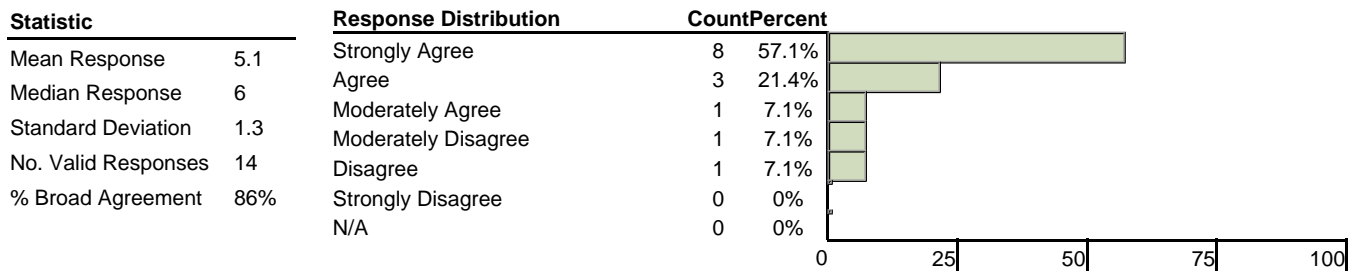 Statistic
Mean Response 5.1
Median Response 6
Standard Deviation 1.3
No. Valid Responses 14
% Broad Agreement 86%
Response Distribution CountPercent
Strongly Agree 8 57.1%
Agree 3 21.4%
Moderately Agree 1 7.1%
Moderately Disagree 1 7.1%
Disagree 1 7.1%
Strongly Disagree 0 0%
N/A 0 0%
0 25 50 75 100